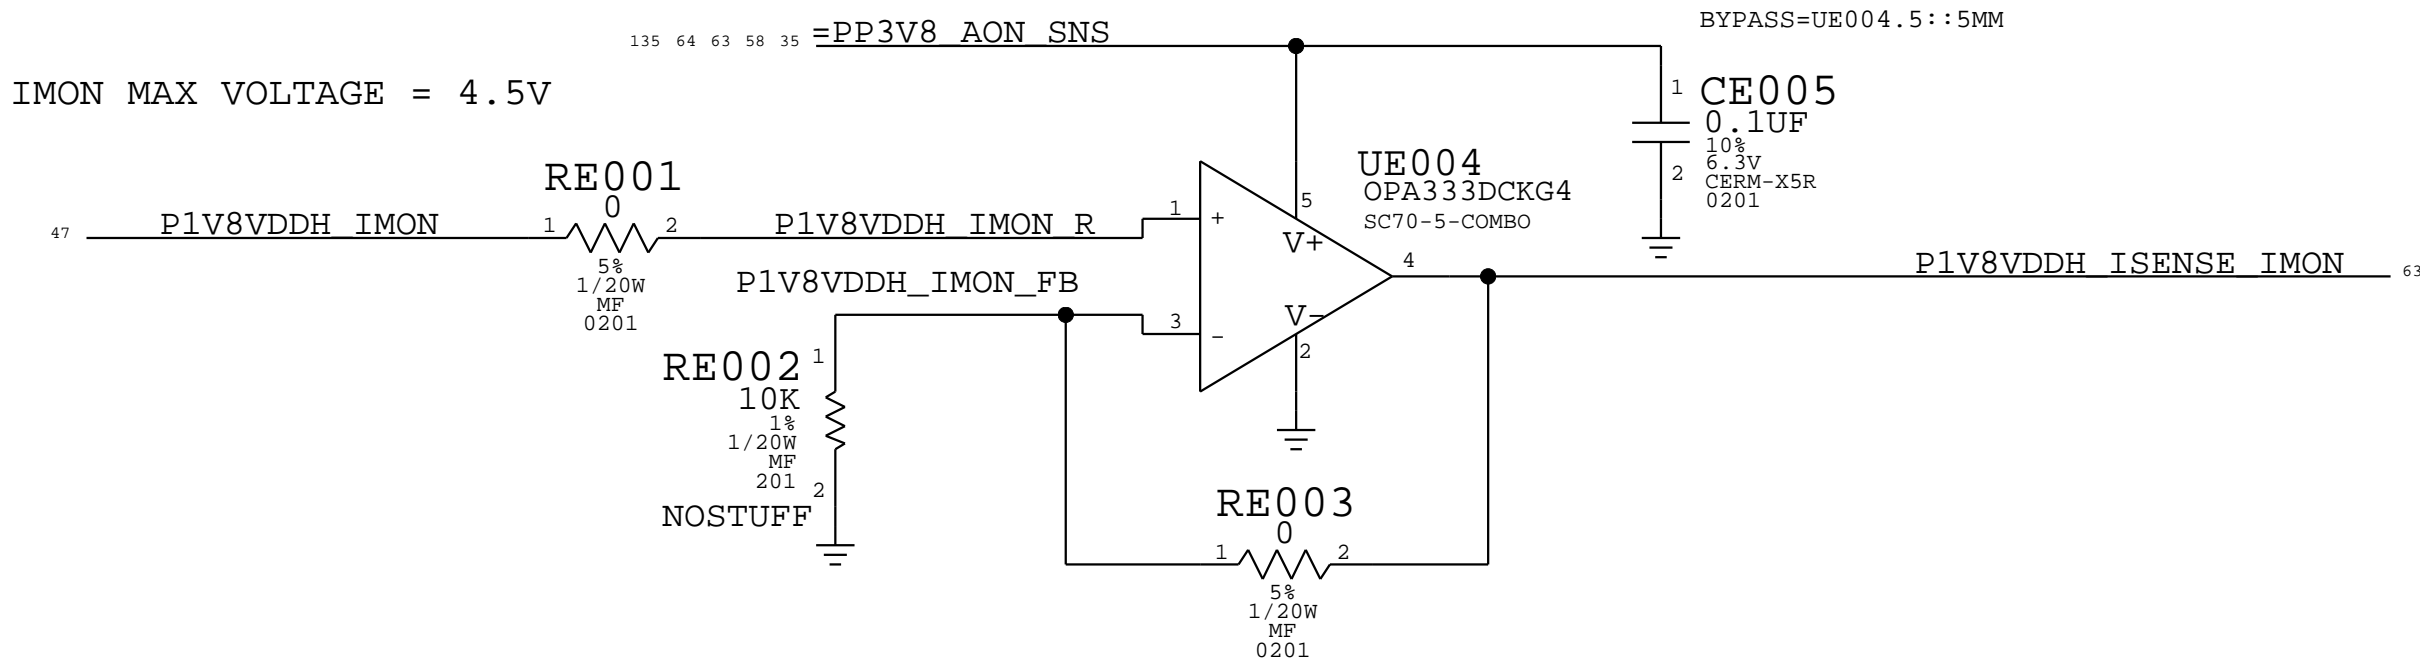 BYPASS=UE004.5::5MM
135 64 63 58 35 =PP3V8_AON_SNS
IMON MAX VOLTAGE = 4.5V
1 CE005
0.1UF
10%
6.3V
2 CERM-X5R
0201
RE001
0
47 P1V8VDDH_IMON 1 2 P1V8VDDH_IMON_R 1 +
5%
1/20W
MF
0201
UE004
OPA333DCKG4
SC70-5-COMBO
5
V+
4 P1V8VDDH_ISENSE_IMON 63
P1V8VDDH_IMON_FB
3 -
V-
2
RE002 1
10K
1%
1/20W
MF
201
2
NOSTUFF
RE003
0
1 2
5%
1/20W
MF
0201